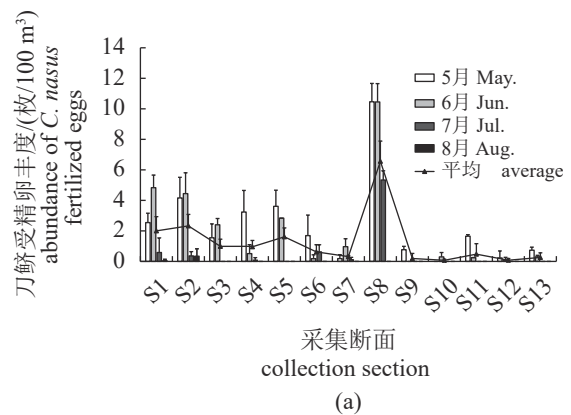 刀鲚受精卵丰度/(枚/100 m³)
abundance of C. nasus
fertilized eggs
14
12
10
8
6
4
2
0
5月 May.
6月 Jun.
7月 Jul.
8月 Aug.
平均 average
S1 S2 S3 S4 S5 S6 S7 S8 S9 S10 S11 S12 S13
采集断面
collection section
(a)